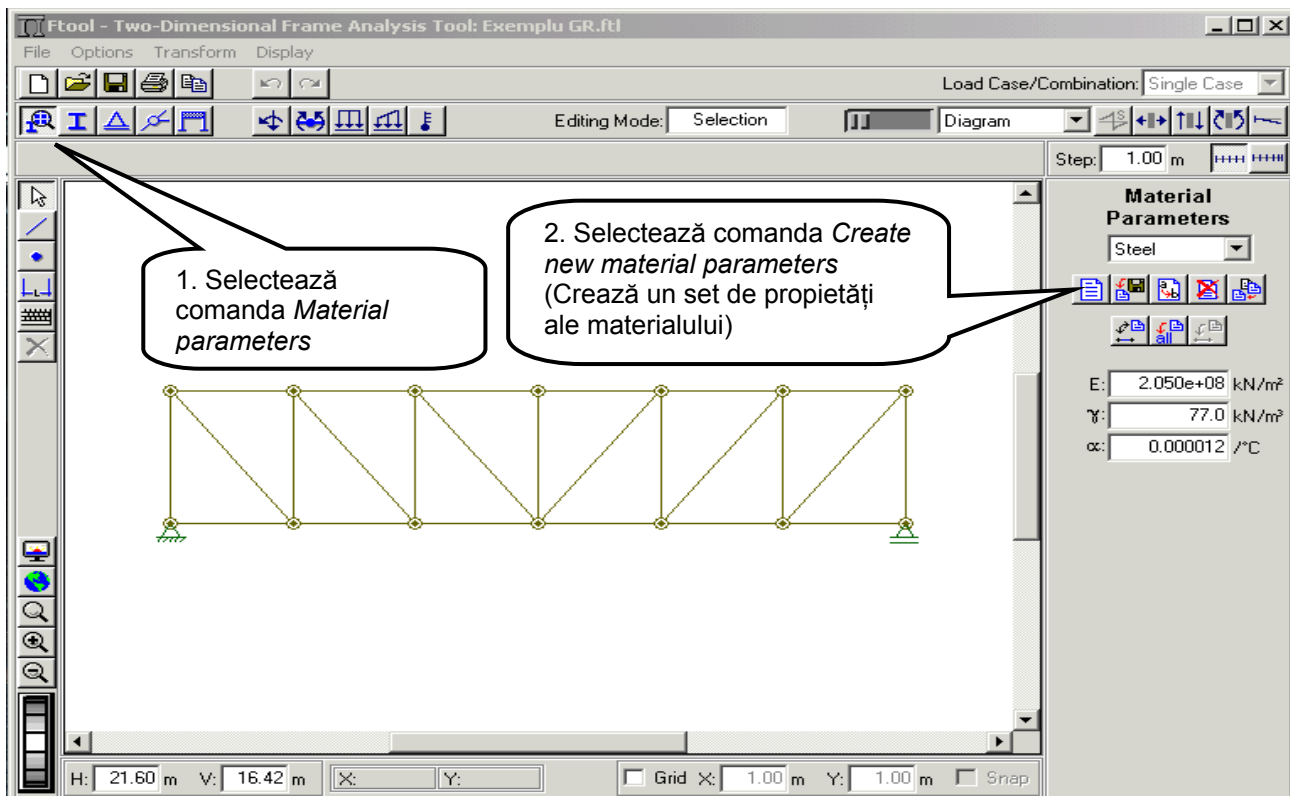 Ftool - Two-Dimensional Frame Analysis Tool: Exemplu GR.ftl
File Options Transform Display
Load Case/Combination: Single Case
Editing Mode: Selection
Diagram
Step: 1.00 m
1. Selectează
comanda Material
parameters
2. Selectează comanda Create
new material parameters
(Crează un set de propietăți
ale materialului)
Material
Parameters
Steel
all
E: 2.050e+08 kN/m²
γ: 77.0 kN/m³
α: 0.000012 /°C
H: 21.60 m V: 16.42 m X: Y: Grid X: 1.00 m Y: 1.00 m Snap